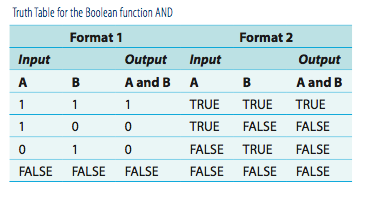 Truth Table for the Boolean function AND
Format 1 Format 2
Input Output Input Output
A B A and B A B A and B
1 1 1 TRUE TRUE TRUE
1 0 0 TRUE FALSE FALSE
0 1 0 FALSE TRUE FALSE
FALSE FALSE FALSE FALSE FALSE FALSE